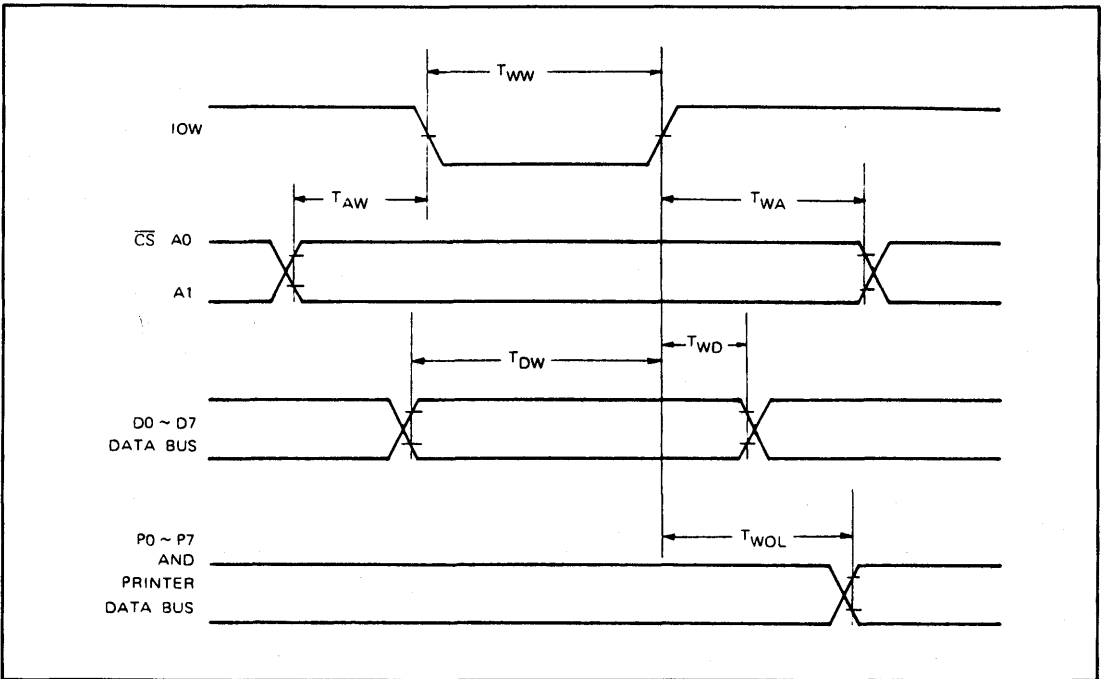 TWW
IOW
TAW
TWA
CS A0
A1
TDW
TWD
D0 ~ D7
DATA BUS
TWOL
P0 ~ P7
AND
PRINTER
DATA BUS